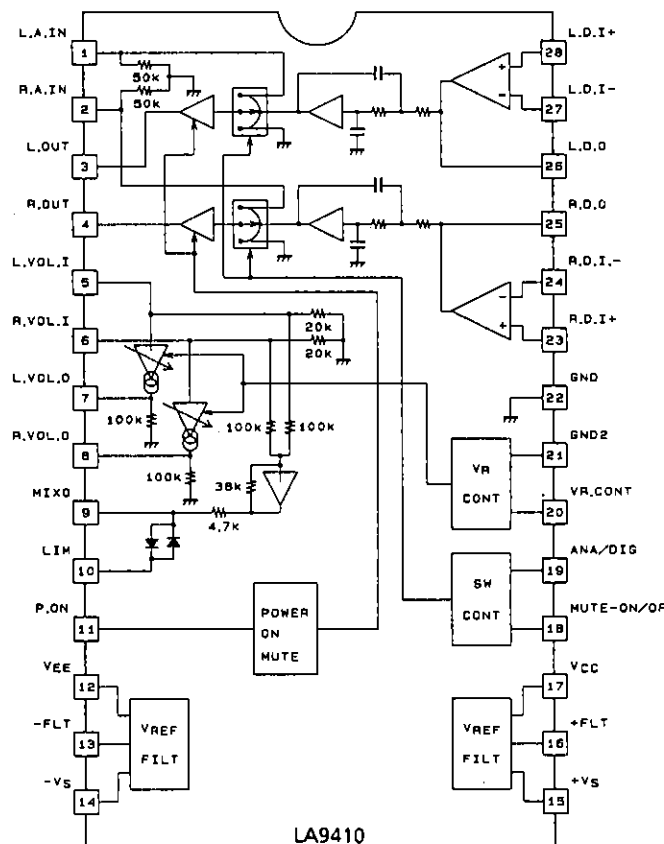 L.A.IN
1
R.A.IN
2
L.OUT
3
R.OUT
4
L.VOL.I
5
R.VOL.I
6
L.VOL.O
7
R.VOL.O
8
MIXO
9
LIM
10
P.ON
11
VEE
12
-FLT
13
-VS
14
50k
50k
20k
20k
100k
100k
100k
100k
36k
4.7k
+
-
-
+
POWER
ON
MUTE
VREF
FILT
VR
CONT
SW
CONT
VREF
FILT
L.D.I+
28
L.D.I-
27
L.D.O
26
R.D.O
25
R.D.I.-
24
R.D.I+
23
GND
22
GND2
21
VR.CONT
20
ANA/DIG
19
MUTE-ON/OF
18
VCC
17
+FLT
16
+VS
15
LA9410